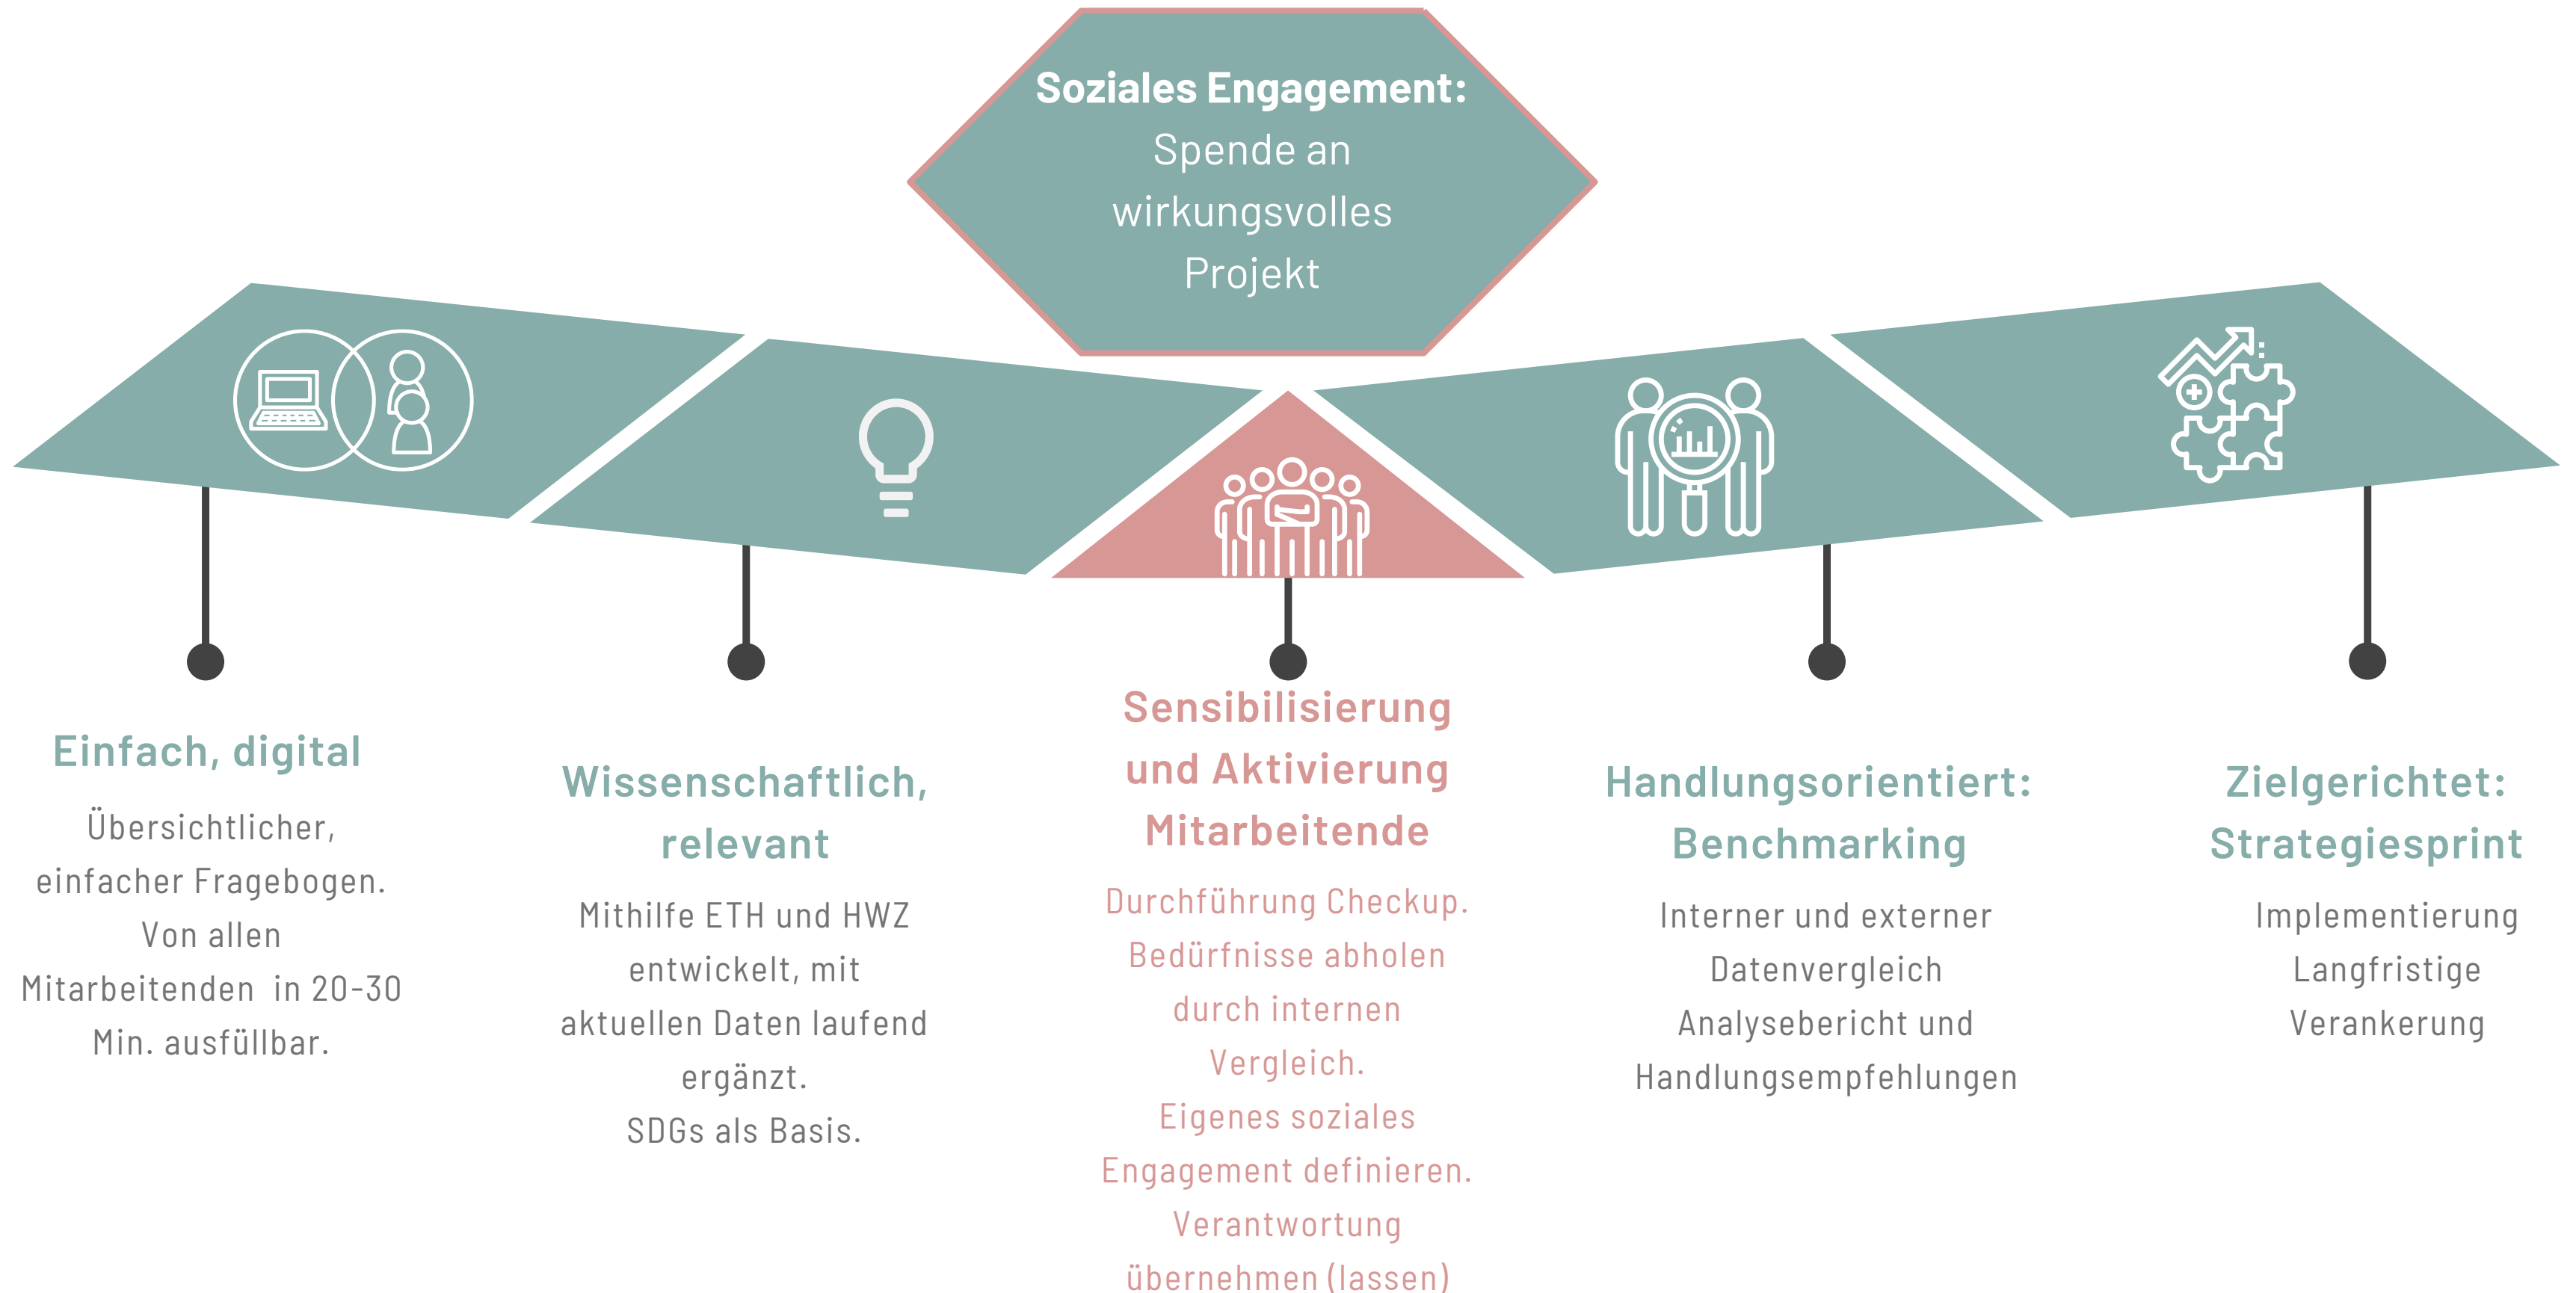 Soziales Engagement:
Spende an
wirkungsvolles
Projekt
Einfach, digital
Übersichtlicher,
einfacher Fragebogen.
Von allen
Mitarbeitenden  in 20-30
Min. ausfüllbar.
Wissenschaftlich,
relevant
Mithilfe ETH und HWZ
entwickelt, mit
aktuellen Daten laufend
ergänzt.
SDGs als Basis.
Sensibilisierung
und Aktivierung
Mitarbeitende
Durchführung Checkup.
Bedürfnisse abholen
durch internen
Vergleich.
Eigenes soziales
Engagement definieren.
Verantwortung
übernehmen (lassen)
Handlungsorientiert:
Benchmarking
Interner und externer
Datenvergleich
Analysebericht und
Handlungsempfehlungen
Zielgerichtet:
Strategiesprint
Implementierung
Langfristige
Verankerung